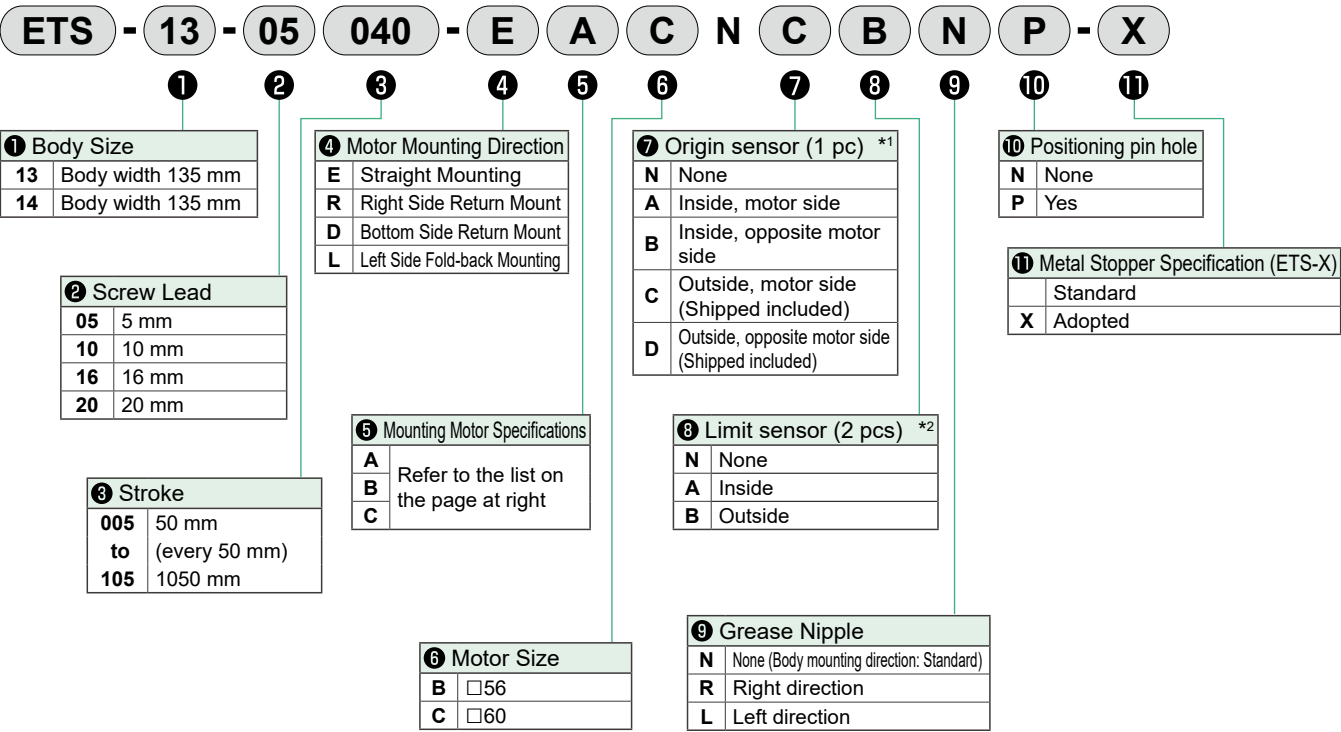 ETS - 13 - 05 040 - E A C N C B N P - X
❶ ❷ ❸ ❹ ❺ ❻ ❼ ❽ ❾ ❿ ⓫
❶ Body Size
13 Body width 135 mm
14 Body width 135 mm
❷ Screw Lead
05 5 mm
10 10 mm
16 16 mm
20 20 mm
❸ Stroke
005 50 mm
to (every 50 mm)
105 1050 mm
❹ Motor Mounting Direction
E Straight Mounting
R Right Side Return Mount
D Bottom Side Return Mount
L Left Side Fold-back Mounting
❺ Mounting Motor Specifications
A
B
C
Refer to the list on
the page at right
❻ Motor Size
B □56
C □60
❼ Origin sensor (1 pc) *1
N None
A Inside, motor side
B Inside, opposite motor
side
C Outside, motor side
(Shipped included)
D Outside, opposite motor side
(Shipped included)
❽ Limit sensor (2 pcs) *2
N None
A Inside
B Outside
❾ Grease Nipple
N None (Body mounting direction: Standard)
R Right direction
L Left direction
❿ Positioning pin hole
N None
P Yes
⓫ Metal Stopper Specification (ETS-X)
Standard
X Adopted